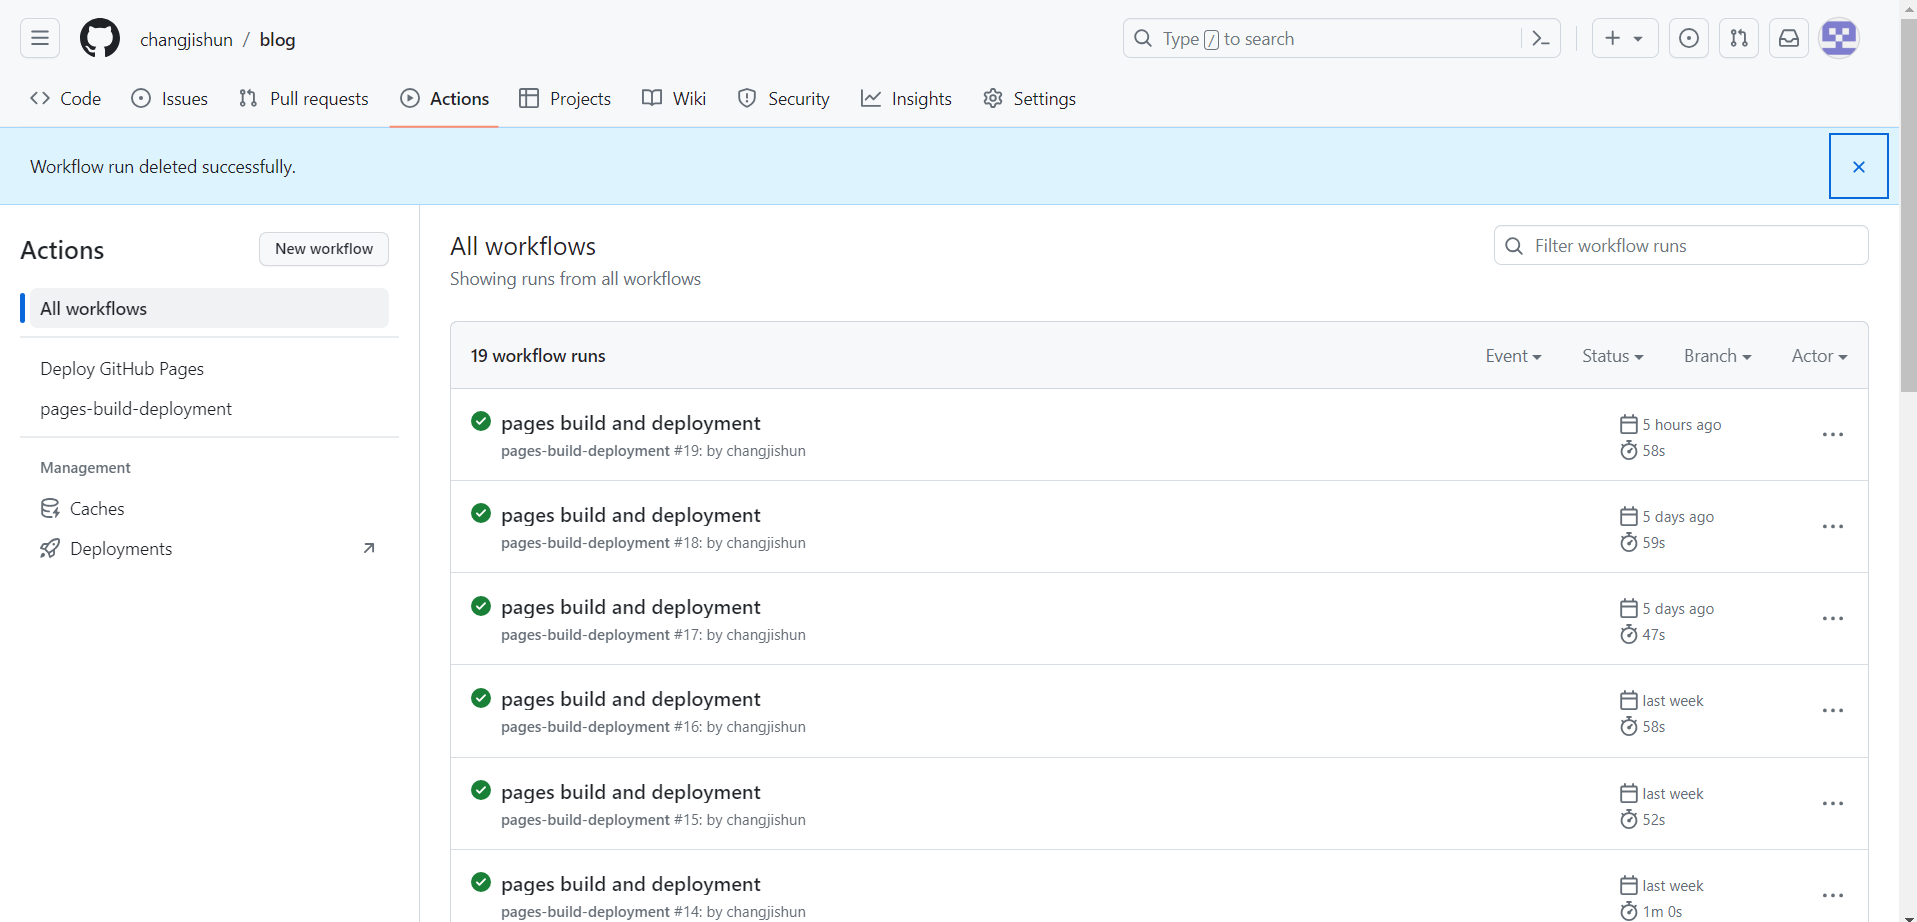 changjishun / blog
Type / to search
Code
Issues
Pull requests
Actions
Projects
Wiki
Security
Insights
Settings
Workflow run deleted successfully.
Actions
New workflow
All workflows
Deploy GitHub Pages
pages-build-deployment
Management
Caches
Deployments
All workflows
Showing runs from all workflows
Filter workflow runs
19 workflow runs
Event
Status
Branch
Actor
pages build and deployment
pages-build-deployment #19: by changjishun
5 hours ago
58s
pages build and deployment
pages-build-deployment #18: by changjishun
5 days ago
59s
pages build and deployment
pages-build-deployment #17: by changjishun
5 days ago
47s
pages build and deployment
pages-build-deployment #16: by changjishun
last week
58s
pages build and deployment
pages-build-deployment #15: by changjishun
last week
52s
pages build and deployment
pages-build-deployment #14: by changjishun
last week
1m 0s